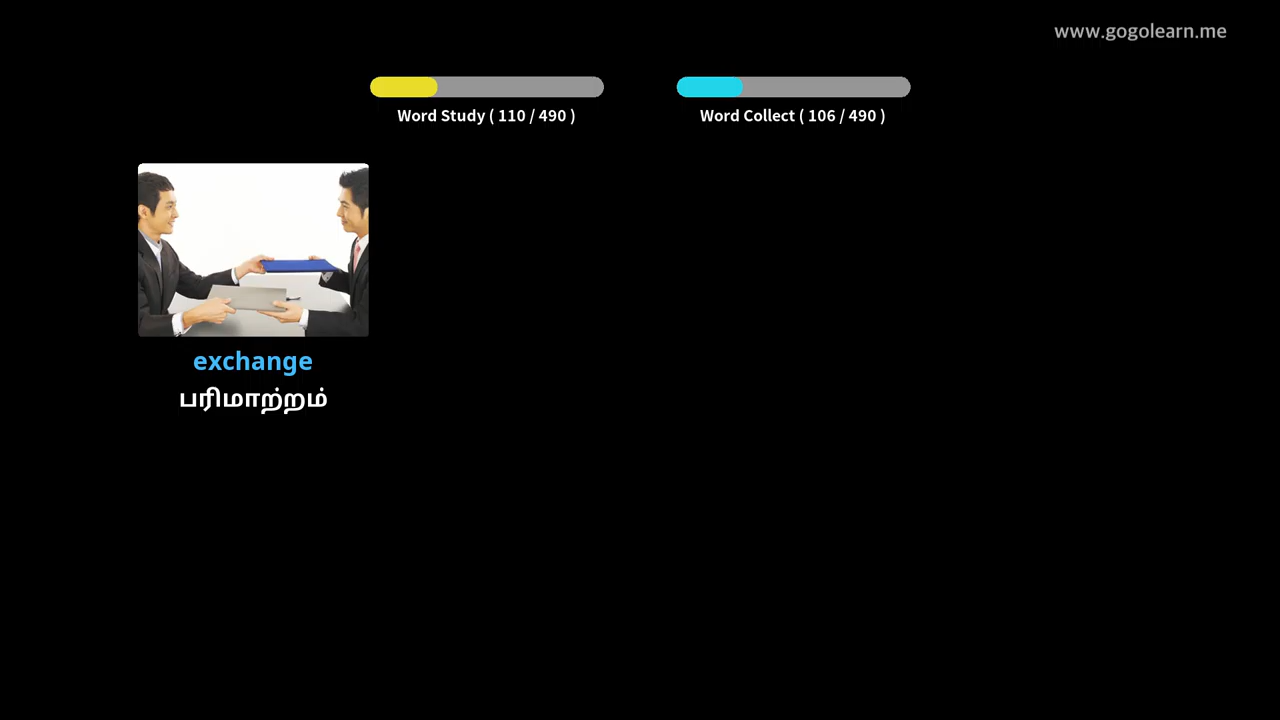 www.gogolearn.me
Word Study ( 110 / 490 )
Word Collect ( 106 / 490 )
exchange
பரிமாற்றம்